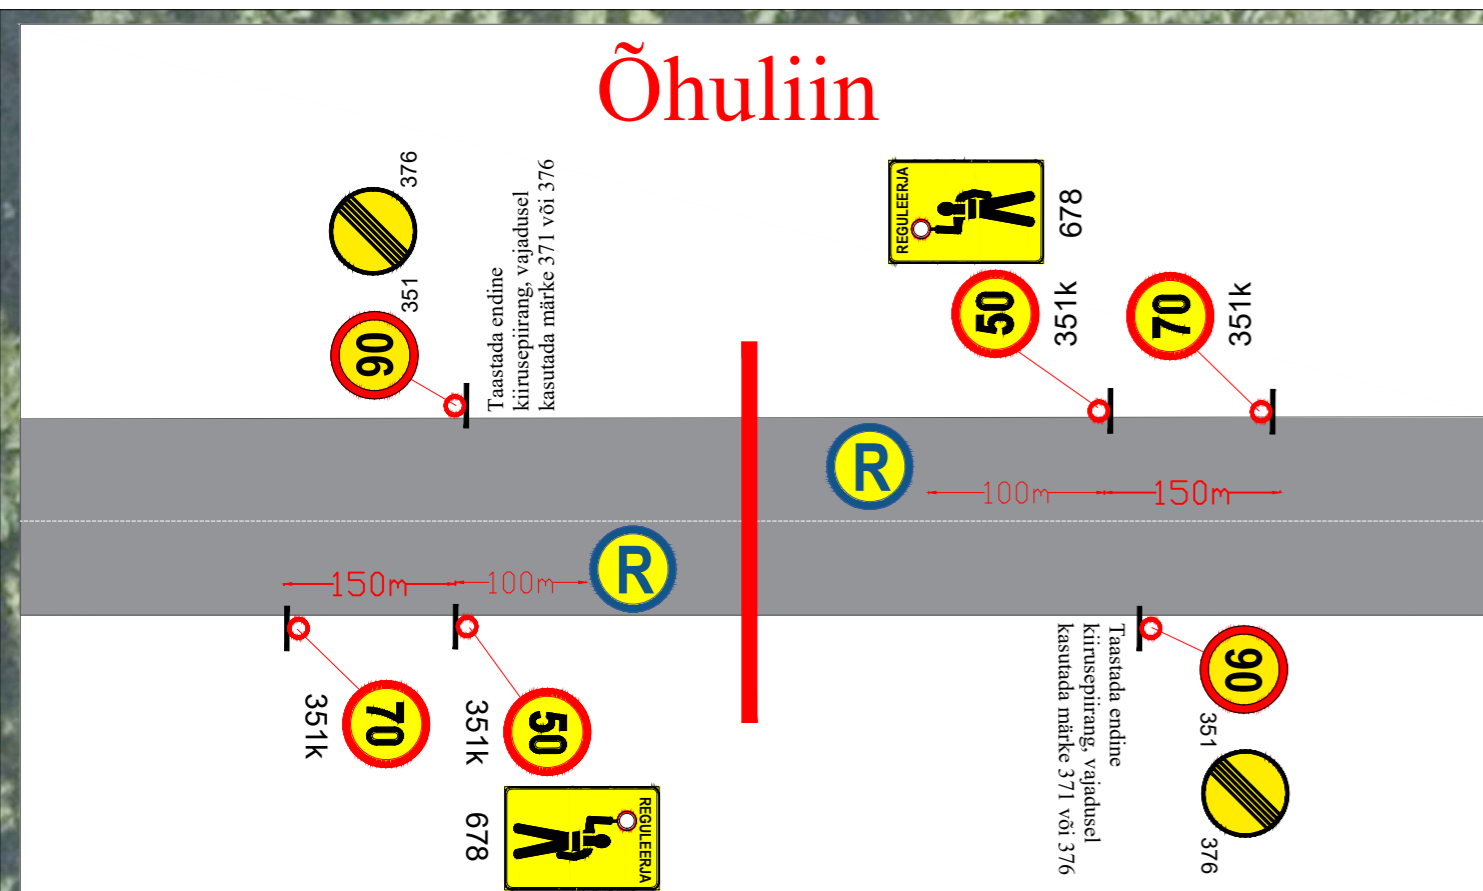 Õhuliin
376
351
90
Taastada endine
kiirusepiirang, vajadusel
kasutada märke 371 või 376
REGULEERJA
678
50
351k
70
351k
R
100m
150m
R
150m
100m
70
351k
50
351k
REGULEERJA
678
Taastada endine
kiirusepiirang, vajadusel
kasutada märke 371 või 376
90
351
376